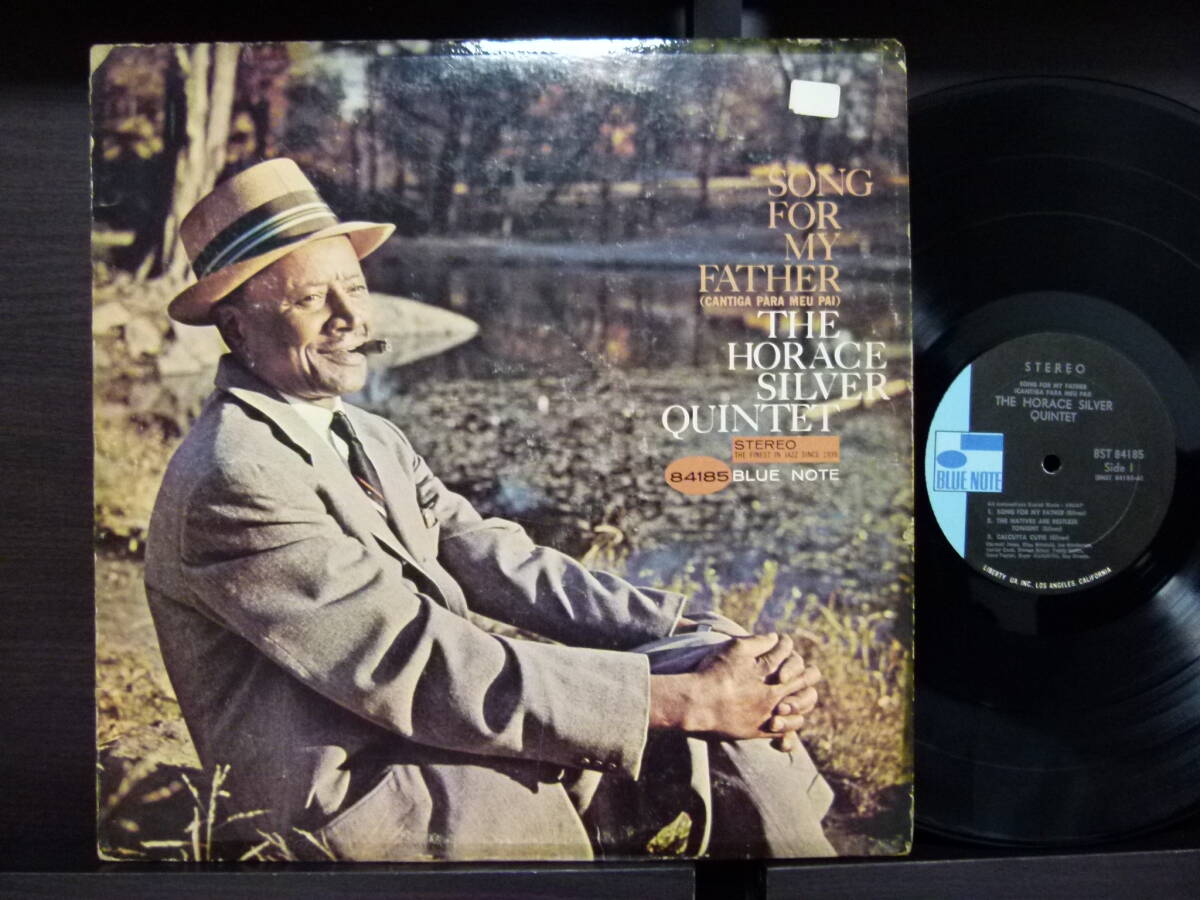 SONG
FOR
MY
FATHER
(CANTIGA PARA MEU PAI)
THE
HORACE
SILVER
QUINTET
STEREO
THE FINEST IN JAZZ SINCE 1939
84185 BLUE NOTE
STEREO
SONG FOR MY FATHER
(CANTIGA PARA MEU PAI)
THE HORACE SILVER
QUINTET
BST 84185
Side 1
BLUE NOTE
1. SONG FOR MY FATHER (Silver)
2. THE NATIVES ARE RESTLESS
TONIGHT (Silver)
3. CALCUTTA CUTIE (Silver)
LIBERTY UA, INC., LOS ANGELES, CALIFORNIA